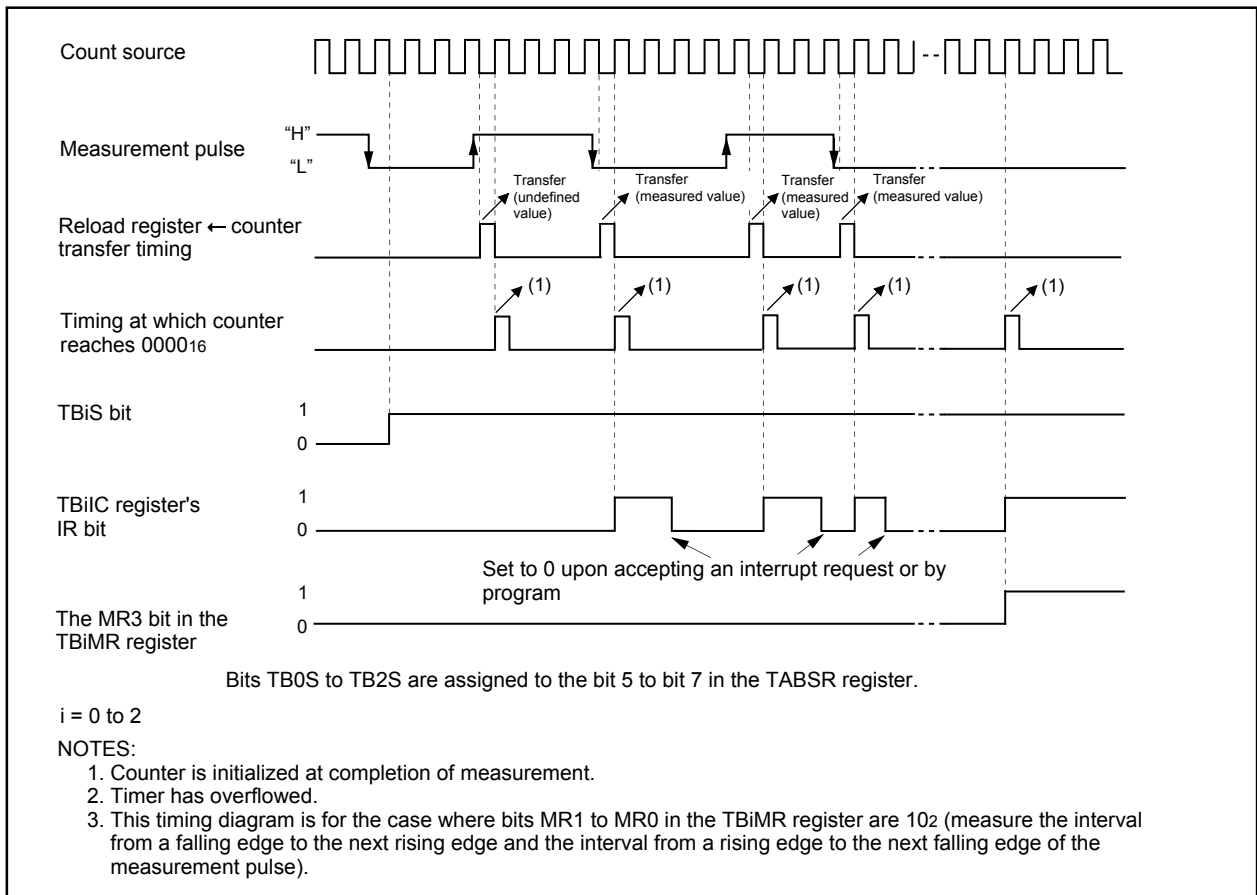 Count source
Measurement pulse
“H”
“L”
Transfer
(undefined
value)
Transfer
(measured value)
Transfer
(measured
value)
Transfer
(measured value)
Reload register ← counter
transfer timing
(1)
(1)
(1)
(1)
(1)
Timing at which counter
reaches 000016
TBiS bit
1
0
TBiIC register's
IR bit
1
0
Set to 0 upon accepting an interrupt request or by
program
The MR3 bit in the
TBiMR register
1
0
Bits TB0S to TB2S are assigned to the bit 5 to bit 7 in the TABSR register.
i = 0 to 2
NOTES:
1. Counter is initialized at completion of measurement.
2. Timer has overflowed.
3. This timing diagram is for the case where bits MR1 to MR0 in the TBiMR register are 102 (measure the interval
from a falling edge to the next rising edge and the interval from a rising edge to the next falling edge of the
measurement pulse).